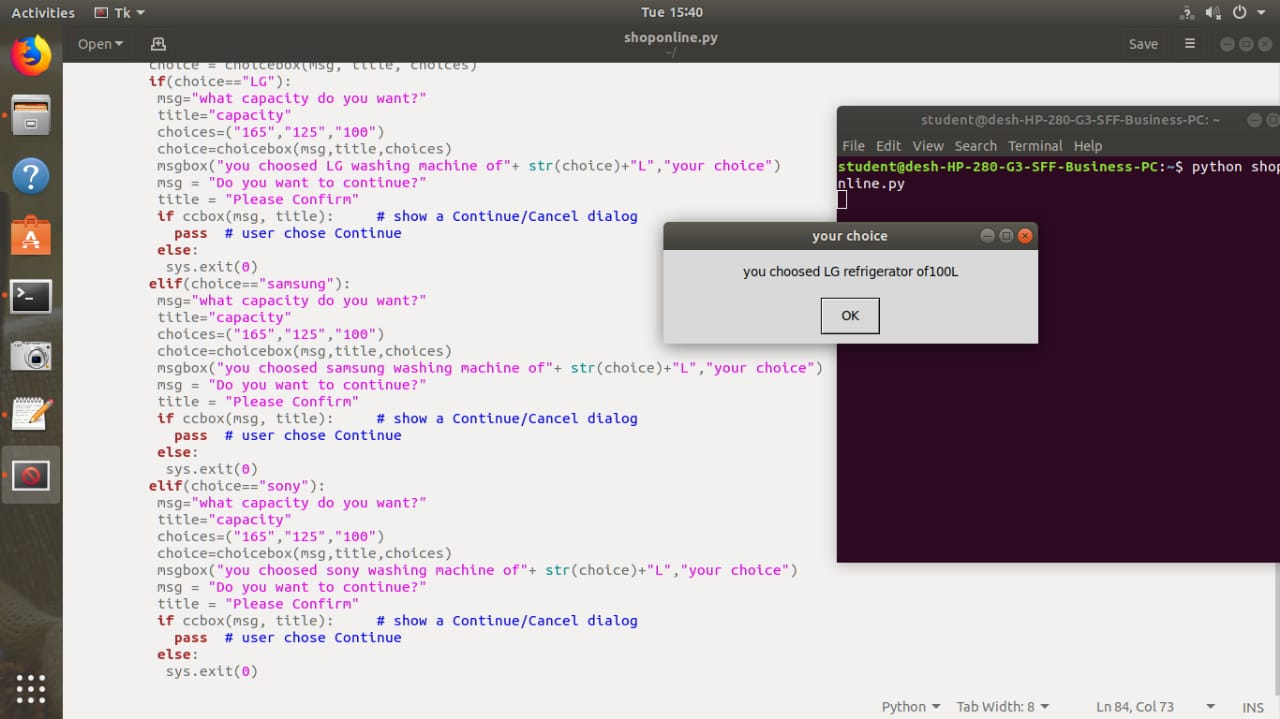 Activities
Tk
Tue 15:40
Open
shoponline.py
~/
Save
choice = choicebox(msg, title, choices)
if(choice=="LG"):
msg="what capacity do you want?"
title="capacity"
choices=("165","125","100")
choice=choicebox(msg,title,choices)
msgbox("you choosed LG washing machine of"+ str(choice)+"L","your choice")
msg = "Do you want to continue?"
title = "Please Confirm"
if ccbox(msg, title):     # show a Continue/Cancel dialog
pass  # user chose Continue
else:
sys.exit(0)
elif(choice=="samsung"):
msg="what capacity do you want?"
title="capacity"
choices=("165","125","100")
choice=choicebox(msg,title,choices)
msgbox("you choosed samsung washing machine of"+ str(choice)+"L","your choice")
msg = "Do you want to continue?"
title = "Please Confirm"
if ccbox(msg, title):     # show a Continue/Cancel dialog
pass  # user chose Continue
else:
sys.exit(0)
elif(choice=="sony"):
msg="what capacity do you want?"
title="capacity"
choices=("165","125","100")
choice=choicebox(msg,title,choices)
msgbox("you choosed sony washing machine of"+ str(choice)+"L","your choice")
msg = "Do you want to continue?"
title = "Please Confirm"
if ccbox(msg, title):     # show a Continue/Cancel dialog
pass  # user chose Continue
else:
sys.exit(0)
student@desh-HP-280-G3-SFF-Business-PC: ~
File Edit View Search Terminal Help
student@desh-HP-280-G3-SFF-Business-PC:~$ python shop
nline.py
your choice
you choosed LG refrigerator of100L
OK
Python
Tab Width: 8
Ln 84, Col 73
INS